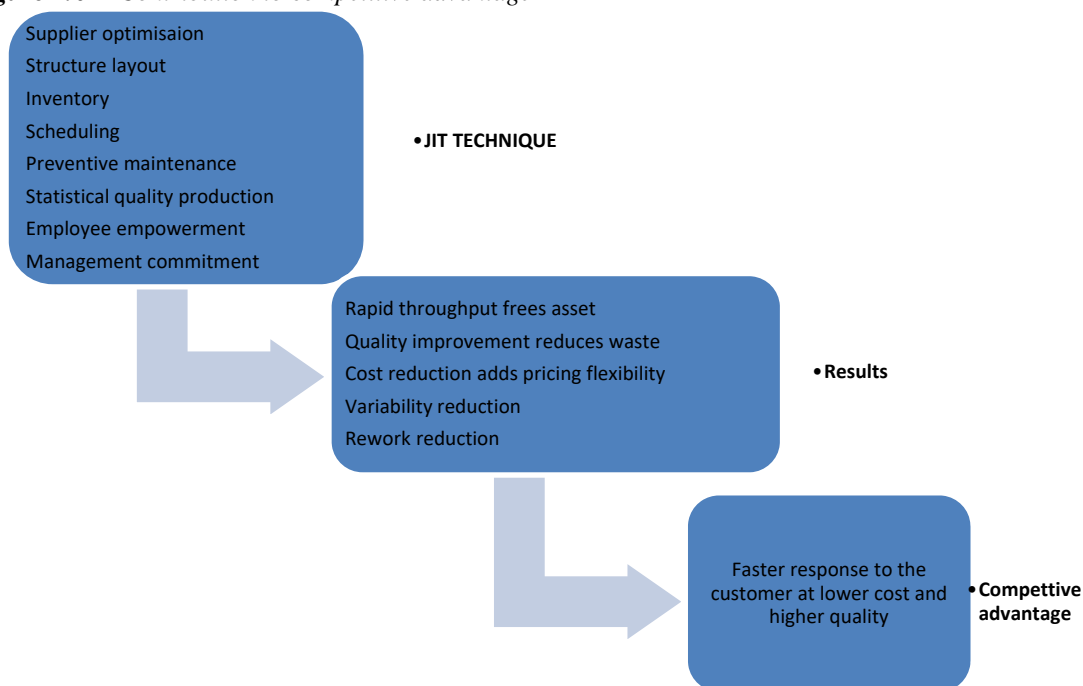 Supplier optimisaion
Structure layout
Inventory
Scheduling
Preventive maintenance
Statistical quality production
Employee empowerment
Management commitment
•JIT TECHNIQUE
Rapid throughput frees asset
Quality improvement reduces waste
Cost reduction adds pricing flexibility
Variability reduction
Rework reduction
•Results
Faster response to the
customer at lower cost and
higher quality
•Compettive
advantage